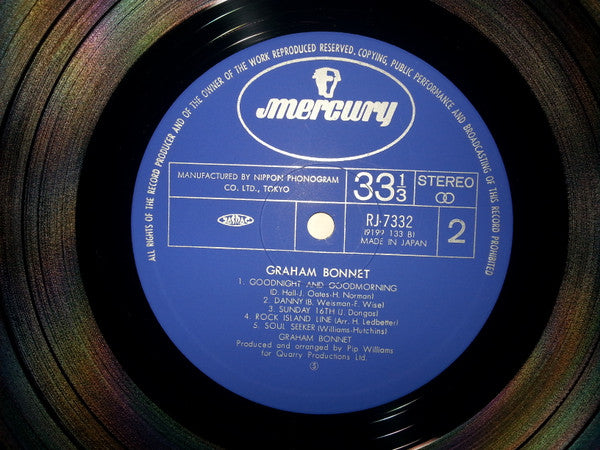 ALL RIGHTS OF THE RECORD PRODUCER AND OF THE OWNER OF THE WORK REPRODUCED RESERVED. COPYING, PUBLIC PERFORMANCE AND BROADCASTING OF THIS RECORD PROHIBITED
mercury
MANUFACTURED BY NIPPON PHONOGRAM
CO. LTD., TOKYO
33 1/3
STEREO
JASRAC
RJ-7332
(9199 133 B)
MADE IN JAPAN
2
GRAHAM BONNET
1. GOODNIGHT AND GOODMORNING
(D. Hall-J. Oates-H. Norman)
2. DANNY (B. Weisman-F. Wise)
3. SUNDAY 16TH (J. Dongos)
4. ROCK ISLAND LINE (Arr. H. Ledbetter)
5. SOUL SEEKER (Williams-Hutchins)
GRAHAM BONNET
Produced and arranged by Pip Williams
for Quarry Productions Ltd.
S